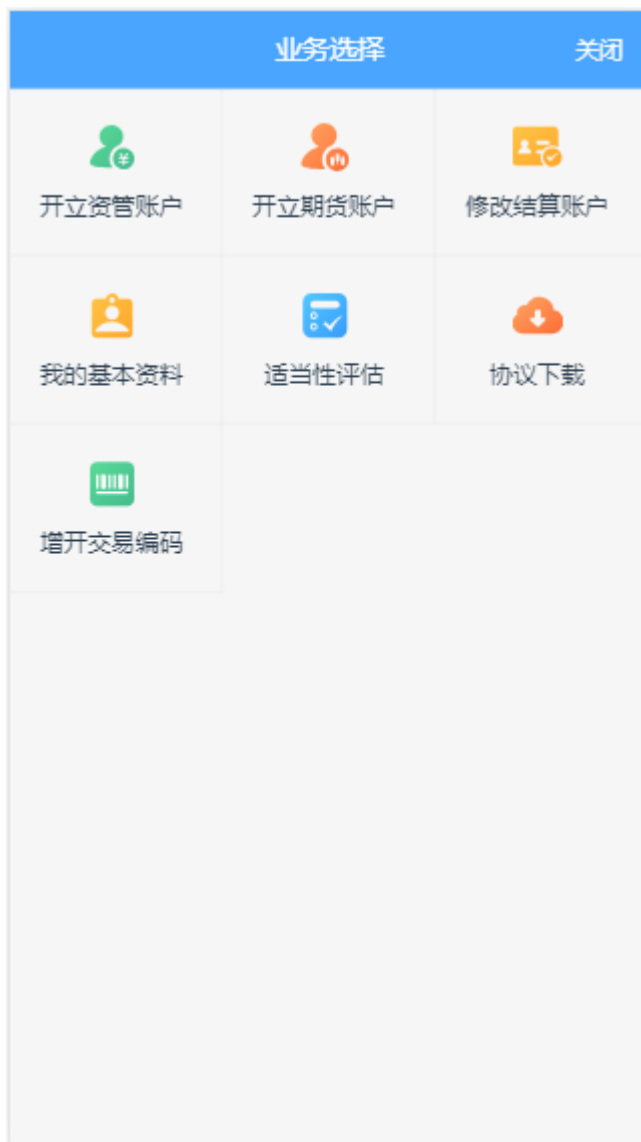 业务选择 关闭
开立资管账户 开立期货账户 修改结算账户
我的基本资料 适当性评估 协议下载
增开交易编码